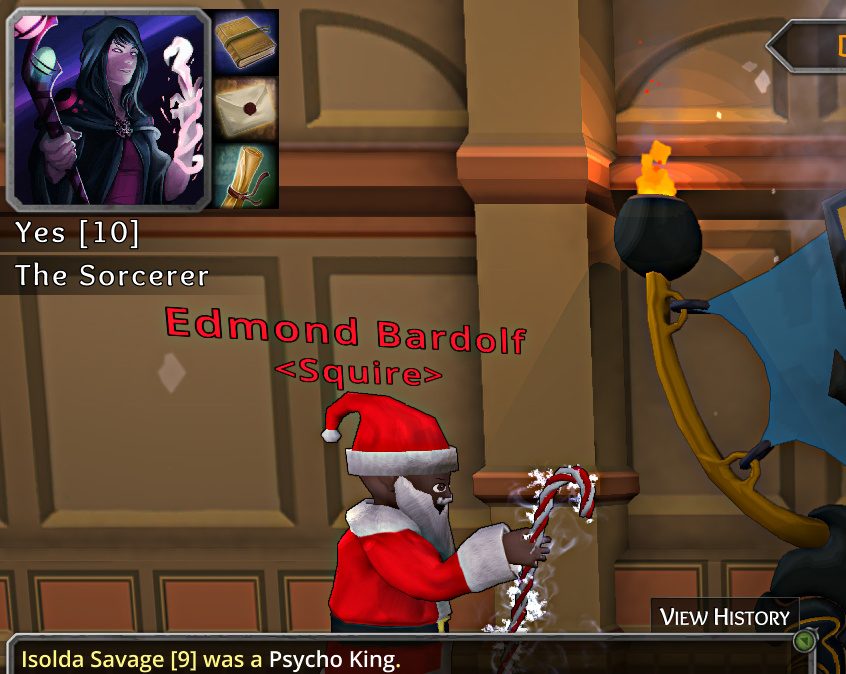 Yes [10]
The Sorcerer
Edmond Bardolf
<Squire>
VIEW HISTORY
Isolda Savage [9] was a Psycho King.